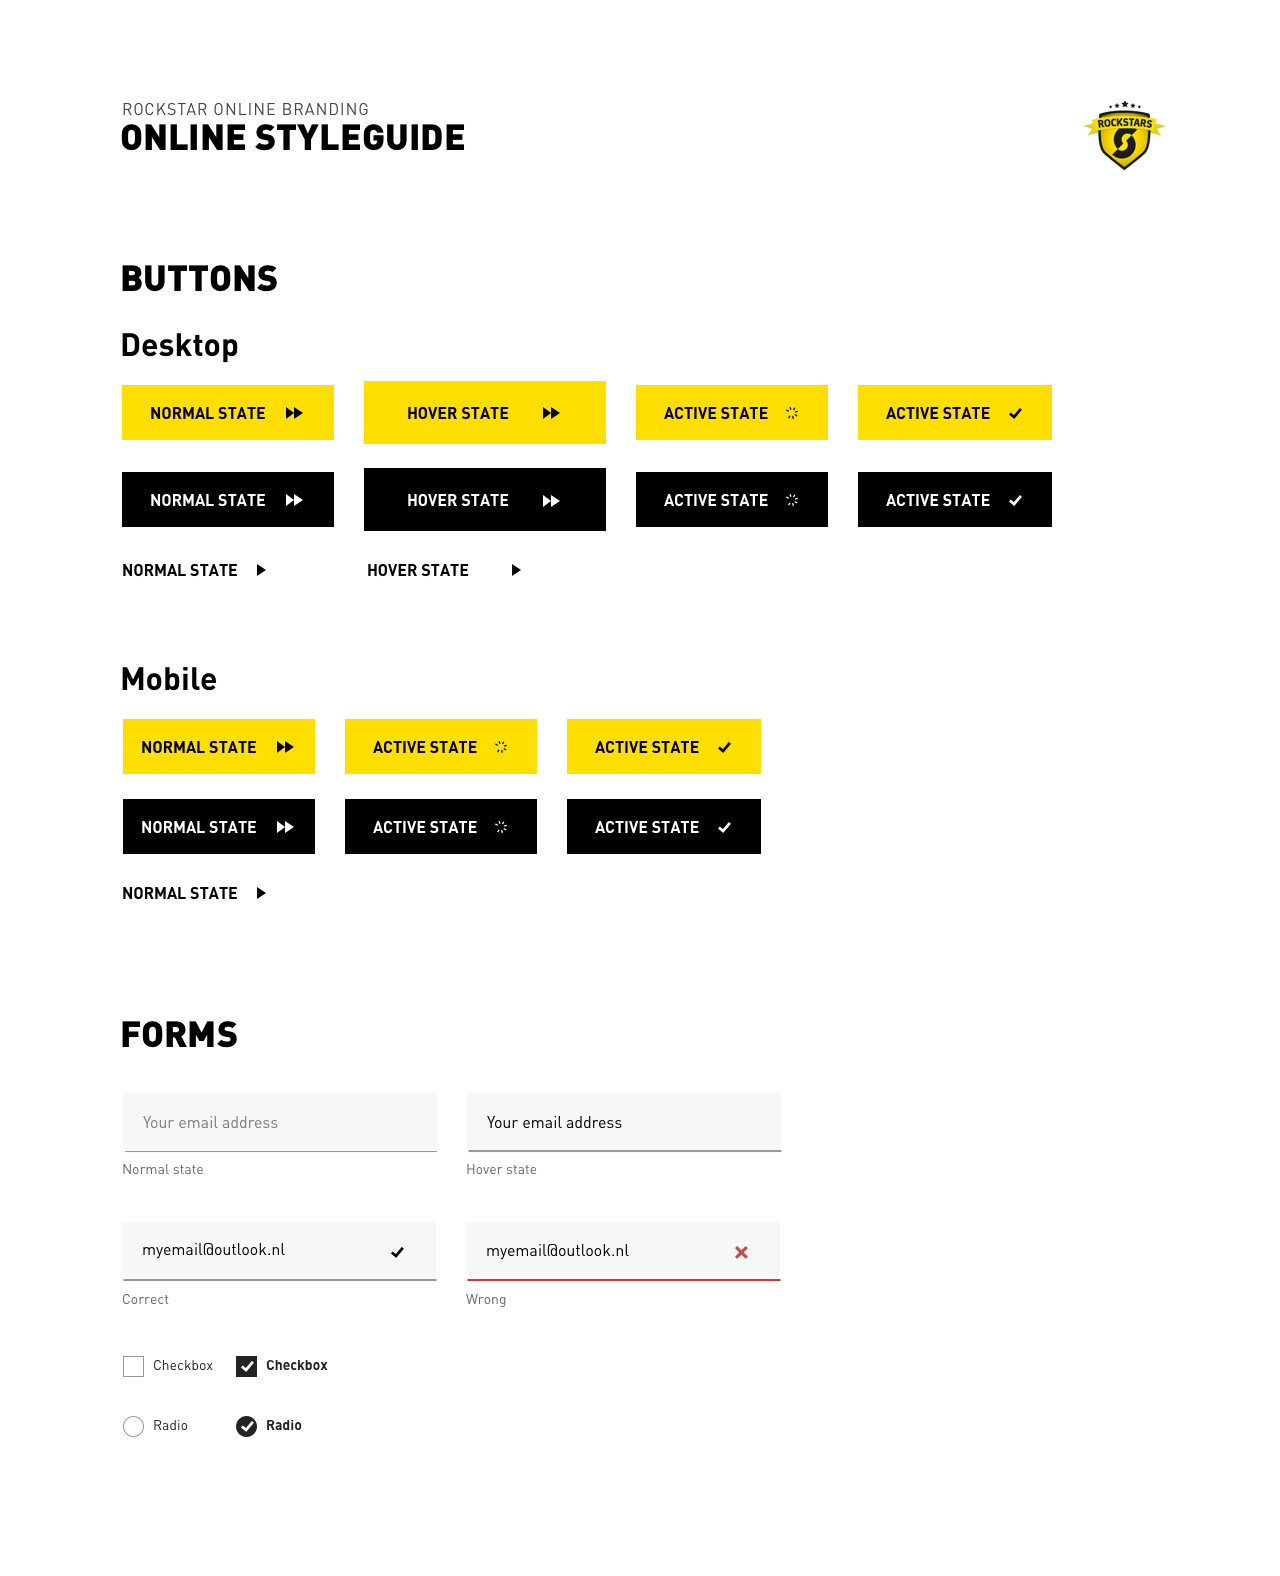 ROCKSTAR ONLINE BRANDING
ONLINE STYLEGUIDE
ROCKSTARS
BUTTONS
Desktop
NORMAL STATE HOVER STATE ACTIVE STATE ACTIVE STATE
NORMAL STATE HOVER STATE ACTIVE STATE ACTIVE STATE
NORMAL STATE HOVER STATE
Mobile
NORMAL STATE ACTIVE STATE ACTIVE STATE
NORMAL STATE ACTIVE STATE ACTIVE STATE
NORMAL STATE
FORMS
Your email address Your email address
Normal state Hover state
myemail@outlook.nl myemail@outlook.nl
Correct Wrong
Checkbox Checkbox
Radio Radio